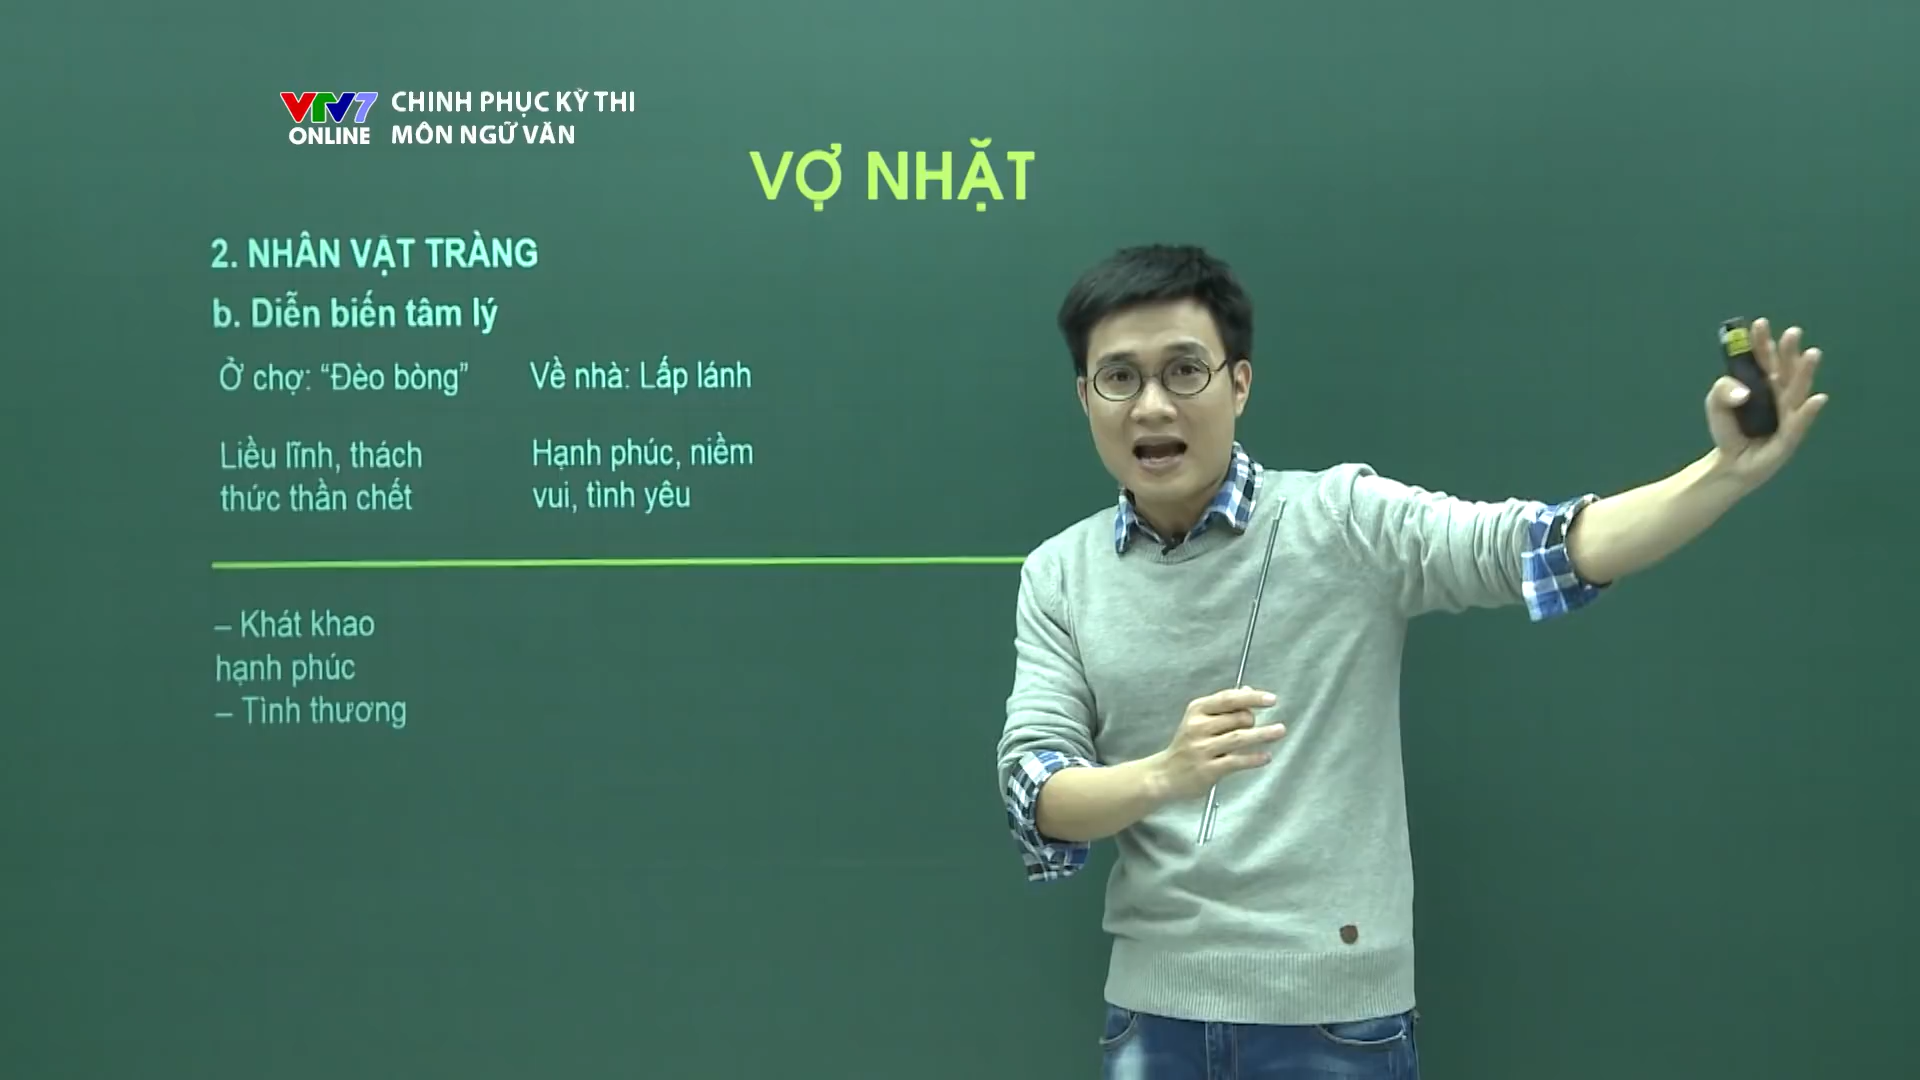 VTV7 CHINH PHỤC KỲ THI
ONLINE MÔN NGỮ VĂN
VỢ NHẶT
2. NHÂN VẬT TRÀNG
b. Diễn biến tâm lý
Ở chợ: “Đèo bòng”
Về nhà: Lấp lánh
Liều lĩnh, thách
thức thần chết
Hạnh phúc, niềm
vui, tình yêu
– Khát khao
hạnh phúc
– Tình thương